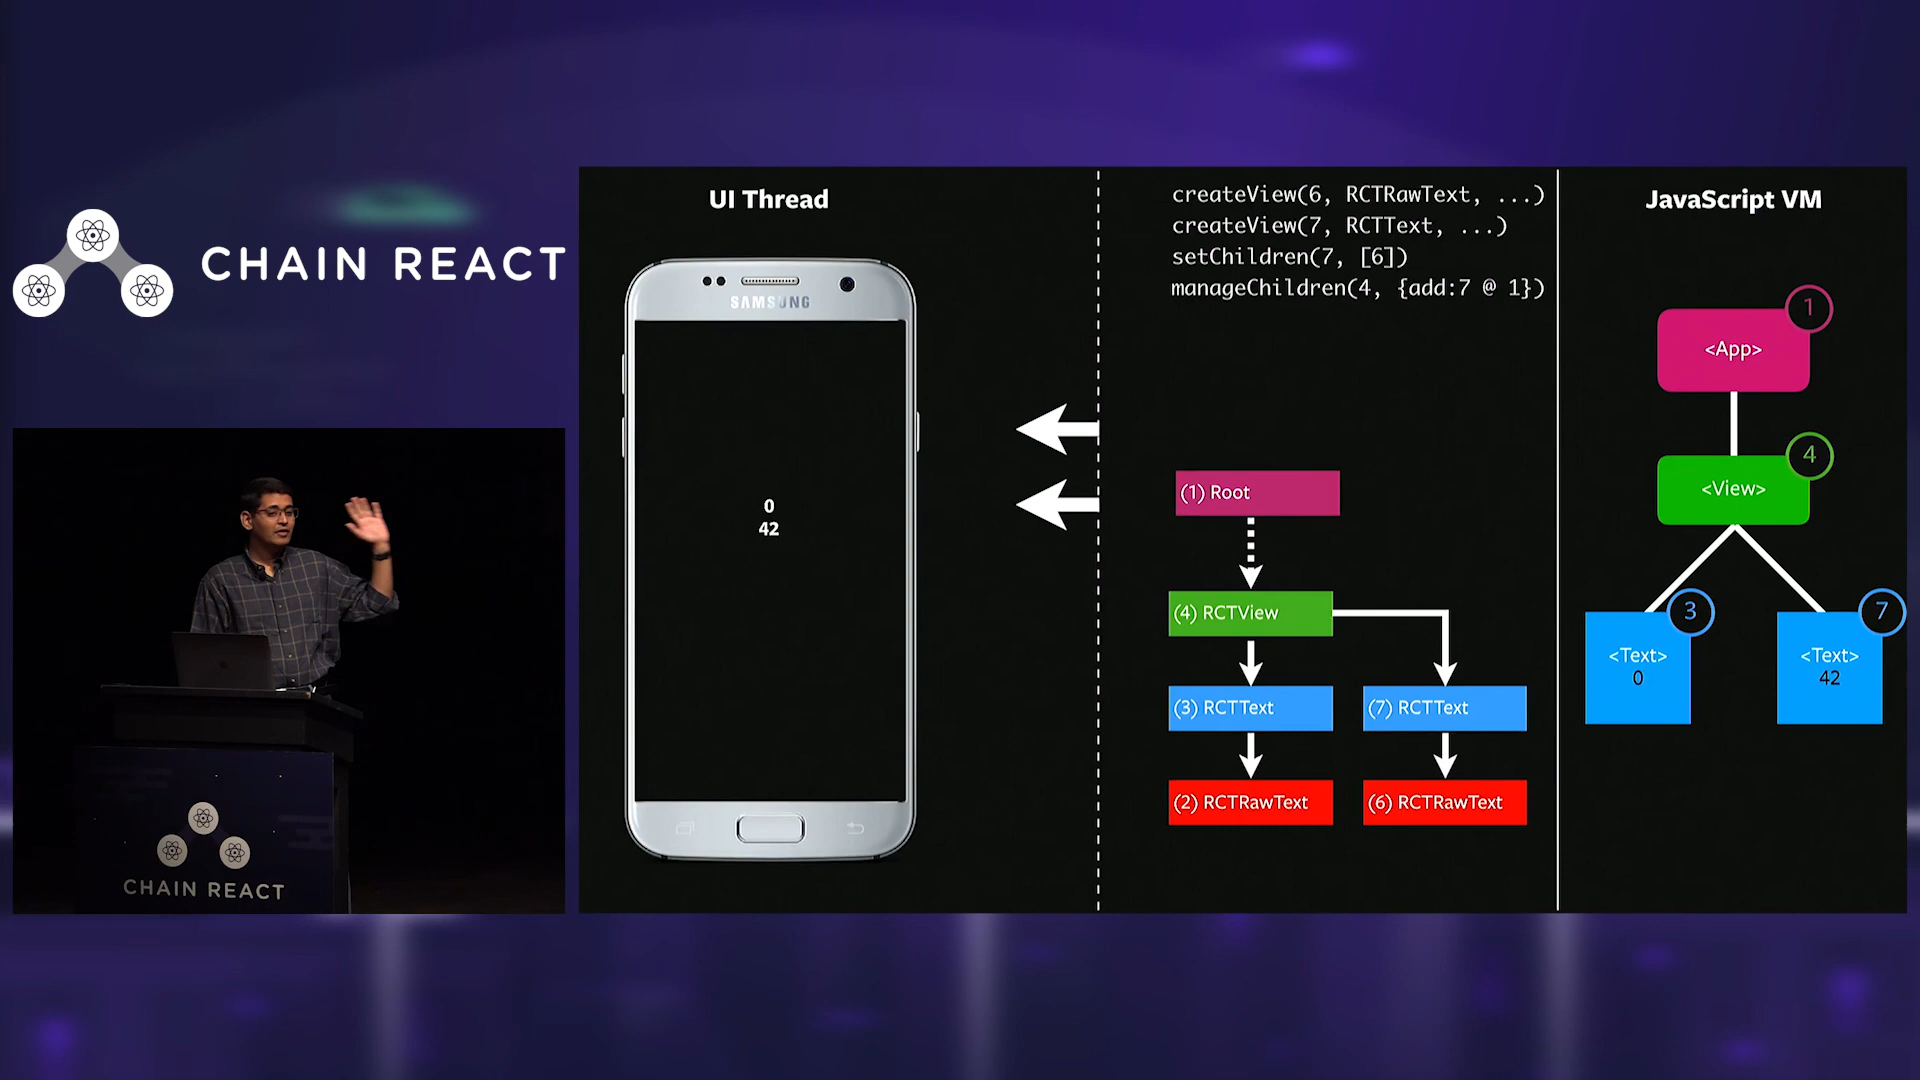 CHAIN REACT
CHAIN REACT
UI Thread
SAMSUNG
0
42
createView(6, RCTRawText, ...)
createView(7, RCTText, ...)
setChildren(7, [6])
manageChildren(4, {add:7 @ 1})
(1) Root
(4) RCTView
(3) RCTText
(7) RCTText
(2) RCTRawText
(6) RCTRawText
JavaScript VM
1
<App>
4
<View>
3
7
<Text>
0
<Text>
42